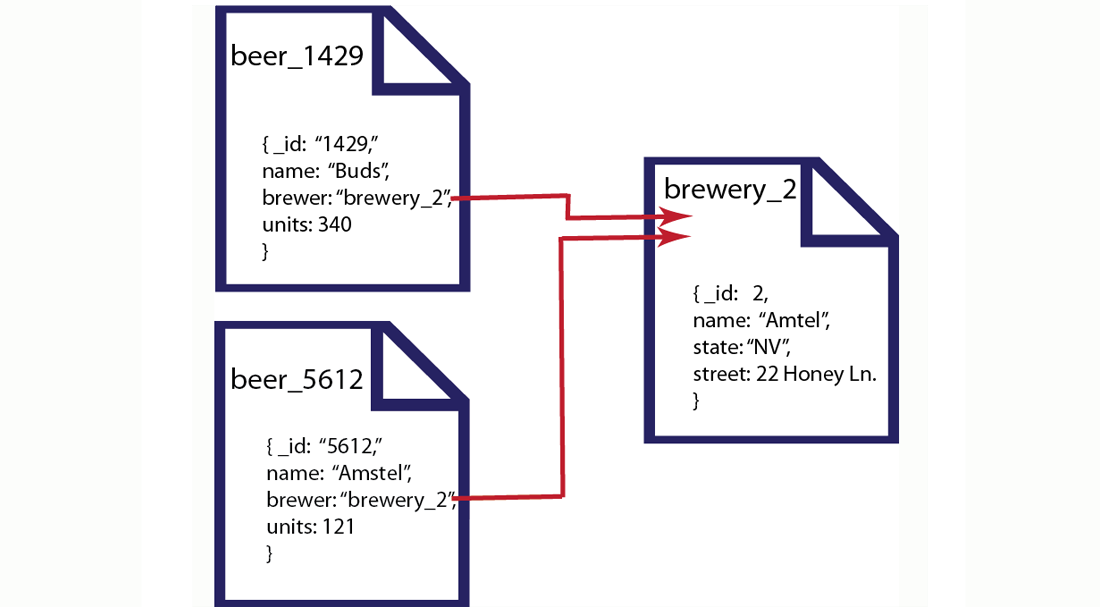 beer_1429
{ _id: “1429,”
name: “Buds”,
brewer: “brewery_2”,
units: 340
}
beer_5612
{ _id: “5612,”
name: “Amstel”,
brewer: “brewery_2”,
units: 121
}
brewery_2
{ _id: 2,
name: “Amtel”,
state: “NV”,
street: 22 Honey Ln.
}